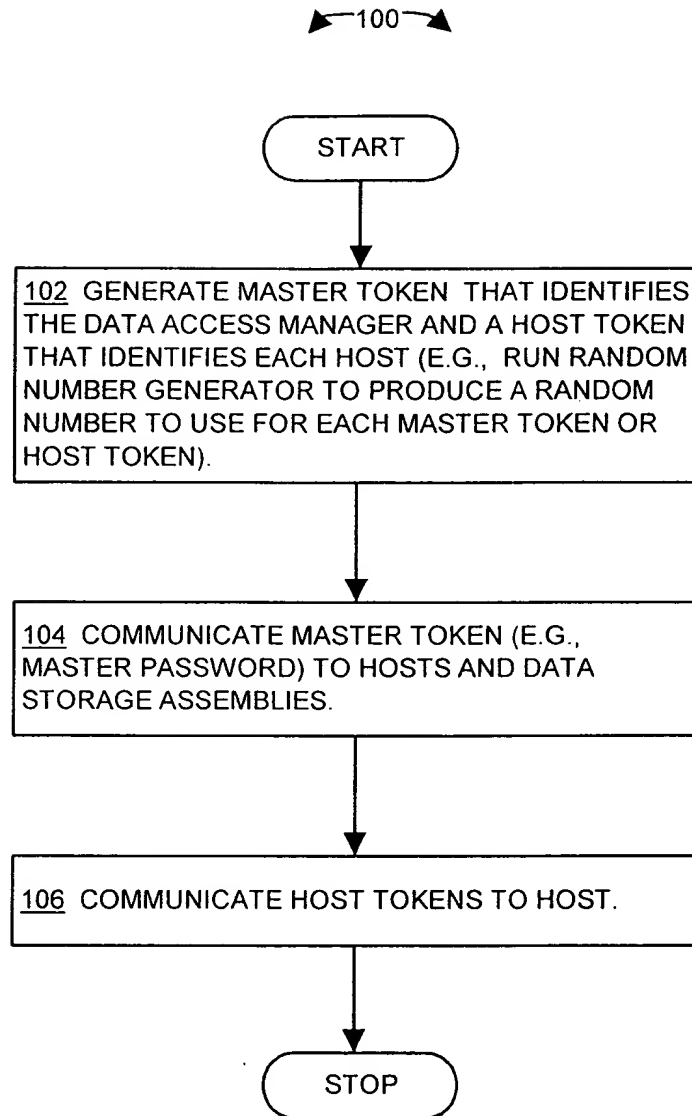 100
START
102 GENERATE MASTER TOKEN THAT IDENTIFIES
THE DATA ACCESS MANAGER AND A HOST TOKEN
THAT IDENTIFIES EACH HOST (E.G., RUN RANDOM
NUMBER GENERATOR TO PRODUCE A RANDOM
NUMBER TO USE FOR EACH MASTER TOKEN OR
HOST TOKEN).
104 COMMUNICATE MASTER TOKEN (E.G.,
MASTER PASSWORD) TO HOSTS AND DATA
STORAGE ASSEMBLIES.
106 COMMUNICATE HOST TOKENS TO HOST.
STOP